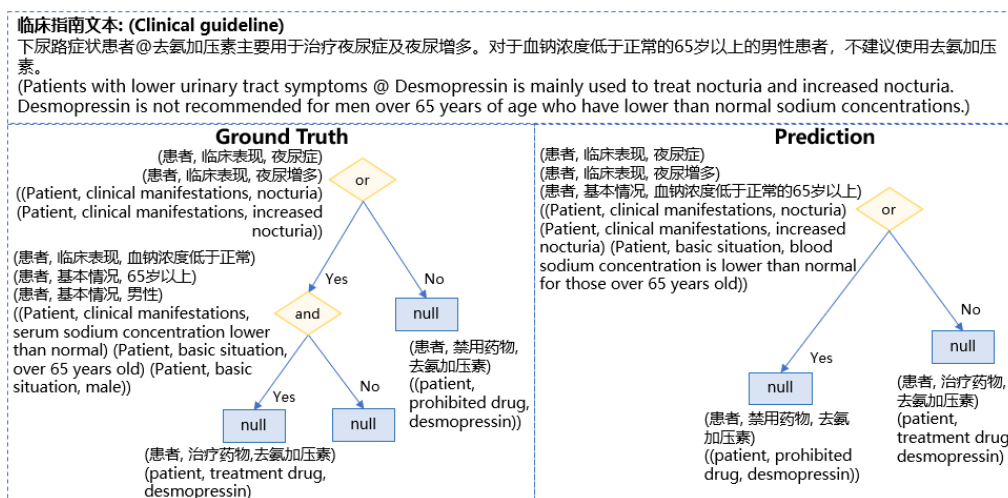 临床指南文本: (Clinical guideline)
下尿路症状患者@去氨加压素主要用于治疗夜尿症及夜尿增多。对于血钠浓度低于正常的65岁以上的男性患者，不建议使用去氨加压
素。
(Patients with lower urinary tract symptoms @ Desmopressin is mainly used to treat nocturia and increased nocturia.
Desmopressin is not recommended for men over 65 years of age who have lower than normal sodium concentrations.)
Ground Truth
(患者, 临床表现, 夜尿症)
(患者, 临床表现, 夜尿增多)
((Patient, clinical manifestations, nocturia)
(Patient, clinical manifestations, increased
nocturia))
or
(患者, 临床表现, 血钠浓度低于正常)
(患者, 基本情况, 65岁以上)
(患者, 基本情况, 男性)
((Patient, clinical manifestations,
serum sodium concentration lower
than normal) (Patient, basic situation,
over 65 years old) (Patient, basic
situation, male))
Yes
No
and
null
(患者, 禁用药物,
去氨加压素)
((patient,
prohibited drug,
desmopressin))
Yes
No
null
null
(患者, 治疗药物,去氨加压素)
(patient, treatment drug,
desmopressin)
Prediction
(患者, 临床表现, 夜尿症)
(患者, 临床表现, 夜尿增多)
(患者, 基本情况, 血钠浓度低于正常的65岁以上)
((Patient, clinical manifestations, nocturia)
(Patient, clinical manifestations, increased
nocturia) (Patient, basic situation, blood
sodium concentration is lower than normal
for those over 65 years old))
or
Yes
No
null
null
(患者, 禁用药物, 去氨
加压素)
((patient, prohibited
drug, desmopressin))
(患者, 治疗药物,
去氨加压素)
(patient,
treatment drug,
desmopressin)